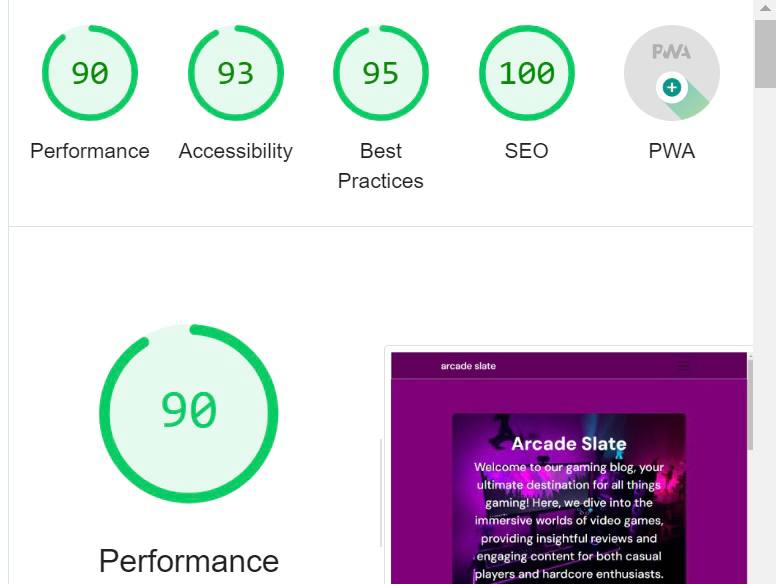 90
93
95
100
PWA
Performance
Accessibility
Best
Practices
SEO
PWA
90
Performance
arcade slate
Arcade Slate
Welcome to our gaming blog, your
ultimate destination for all things
gaming! Here, we dive into the
immersive worlds of video games,
providing insightful reviews and
engaging content for both casual
players and hardcore enthusiasts.